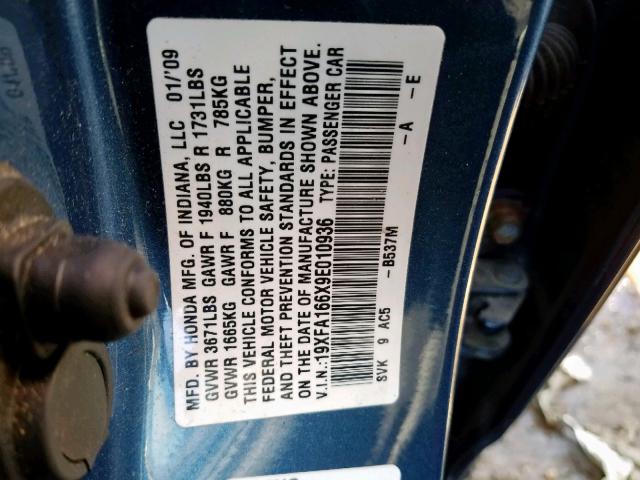 MFD. BY HONDA MFG. OF INDIANA, LLC 01/'09
GVWR 3671LBS GAWR F 1940LBS R 1731LBS
GVWR 1665KG GAWR F 880KG R 785KG
THIS VEHICLE CONFORMS TO ALL APPLICABLE
FEDERAL MOTOR VEHICLE SAFETY, BUMPER,
AND THEFT PREVENTION STANDARDS IN EFFECT
ON THE DATE OF MANUFACTURE SHOWN ABOVE.
V.I.N.:19XFA166X9E010936 TYPE: PASSENGER CAR
SVK 9 AC5 – B537M – A – E